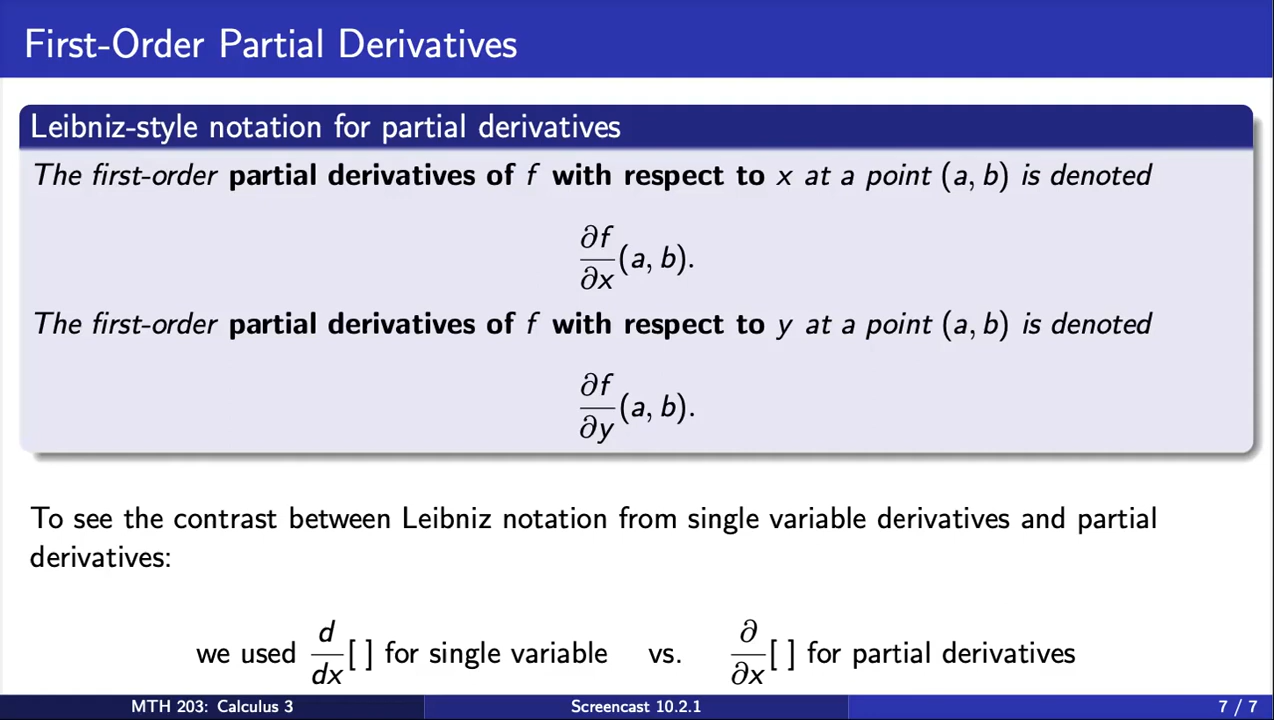 First-Order Partial Derivatives
Leibniz-style notation for partial derivatives
The first-order partial derivatives of f with respect to x at a point (a, b) is denoted
∂f/∂x (a, b).
The first-order partial derivatives of f with respect to y at a point (a, b) is denoted
∂f/∂y (a, b).
To see the contrast between Leibniz notation from single variable derivatives and partial
derivatives:
we used d/dx [ ] for single variable vs. ∂/∂x [ ] for partial derivatives
MTH 203: Calculus 3 Screencast 10.2.1 7 / 7